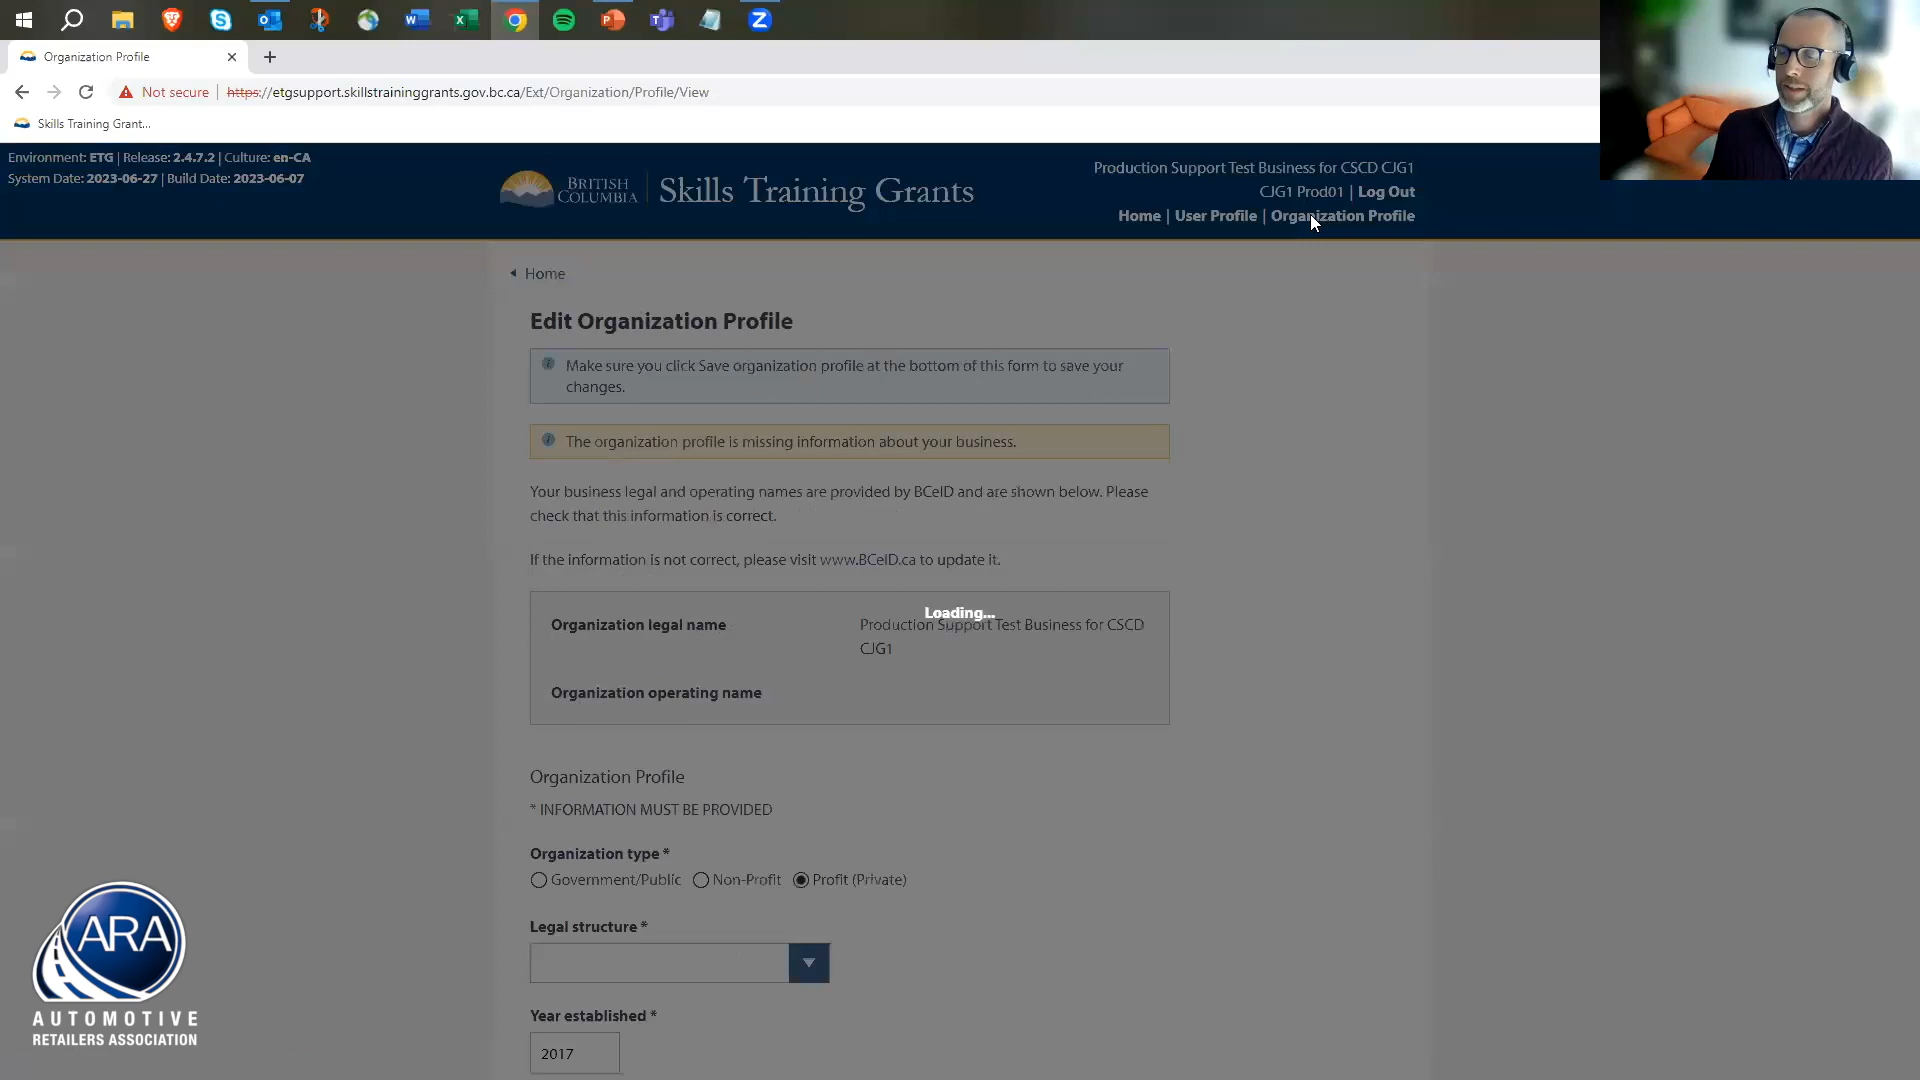 Organization Profile
Not secure
https://etgsupport.skillstraininggrants.gov.bc.ca/Ext/Organization/Profile/View
Skills Training Grant...
Environment: ETG | Release: 2.4.7.2 | Culture: en-CA
System Date: 2023-06-27 | Build Date: 2023-06-07
BRITISH
COLUMBIA
Skills Training Grants
Production Support Test Business for CSCD CJG1
CJG1 Prod01 | Log Out
Home | User Profile | Organization Profile
Home
Edit Organization Profile
Make sure you click Save organization profile at the bottom of this form to save your
changes.
The organization profile is missing information about your business.
Your business legal and operating names are provided by BCeID and are shown below. Please
check that this information is correct.
If the information is not correct, please visit www.BCeID.ca to update it.
Loading...
Organization legal name
Production Support Test Business for CSCD
CJG1
Organization operating name
Organization Profile
* INFORMATION MUST BE PROVIDED
Organization type *
Government/Public Non-Profit Profit (Private)
Legal structure *
Year established *
2017
ARA
AUTOMOTIVE
RETAILERS ASSOCIATION